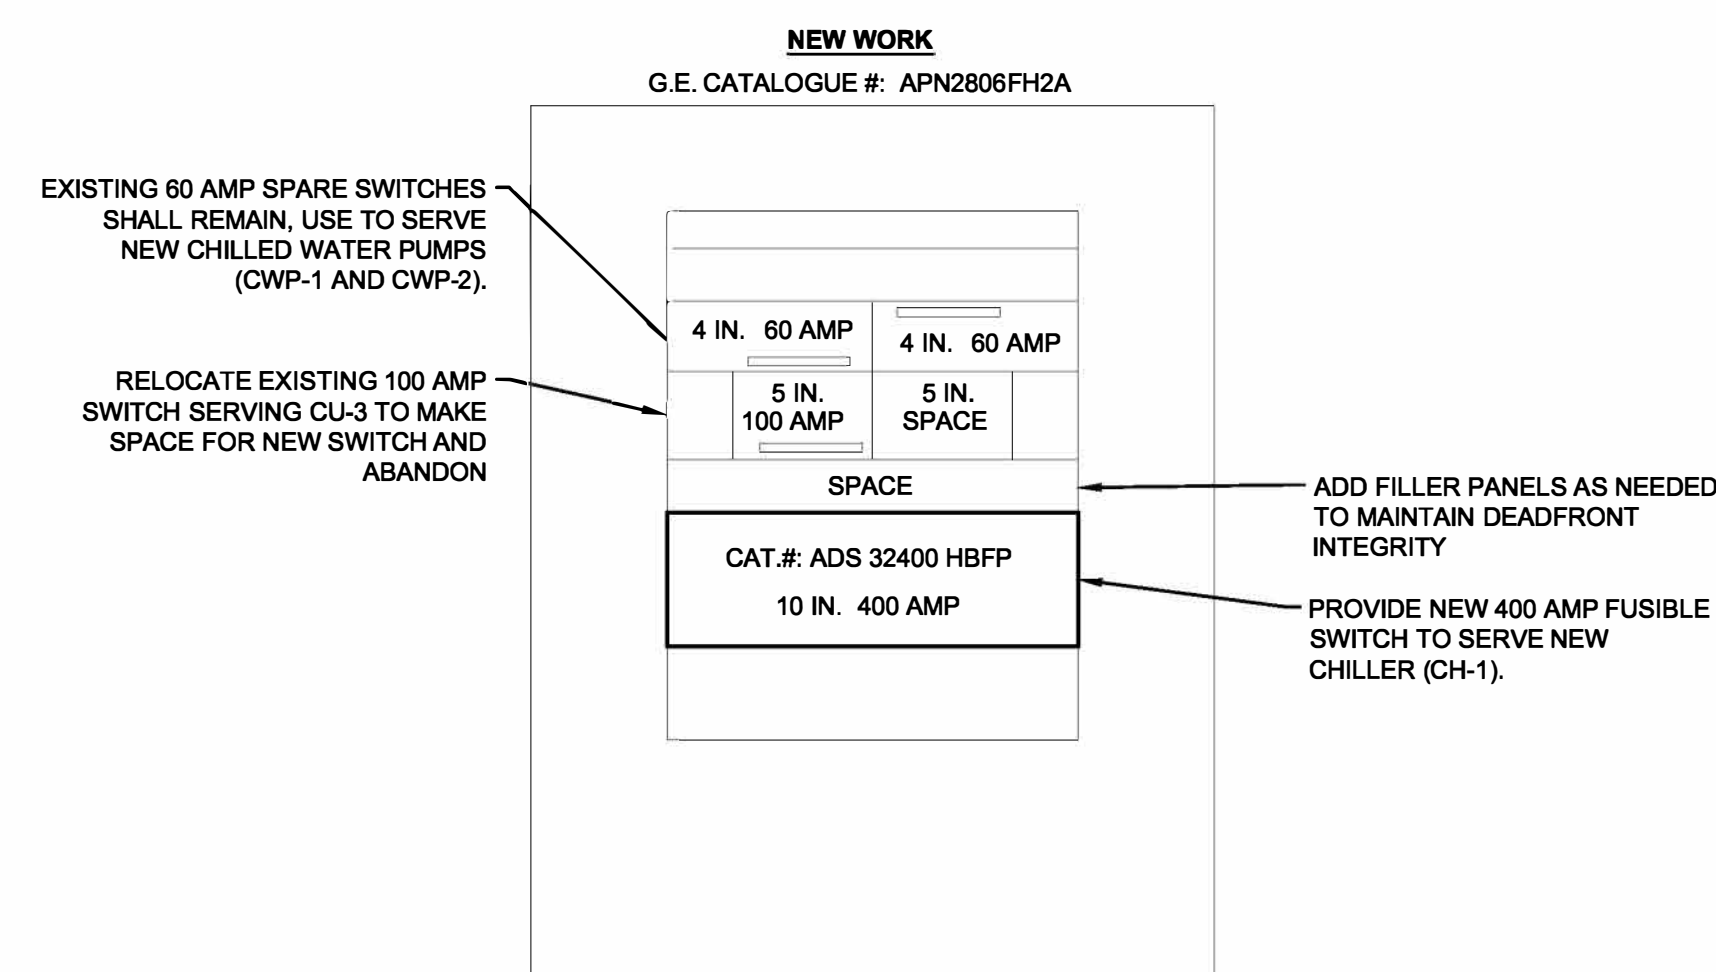 NEW WORK
G.E. CATALOGUE #: APN2806FH2A
EXISTING 60 AMP SPARE SWITCHES
SHALL REMAIN, USE TO SERVE
NEW CHILLED WATER PUMPS
(CWP-1 AND CWP-2).
RELOCATE EXISTING 100 AMP
SWITCH SERVING CU-3 TO MAKE
SPACE FOR NEW SWITCH AND
ABANDON
4 IN. 60 AMP
4 IN. 60 AMP
5 IN.
100 AMP
5 IN.
SPACE
SPACE
CAT.#: ADS 32400 HBFP
10 IN. 400 AMP
ADD FILLER PANELS AS NEEDED
TO MAINTAIN DEADFRONT
INTEGRITY
PROVIDE NEW 400 AMP FUSIBLE
SWITCH TO SERVE NEW
CHILLER (CH-1).